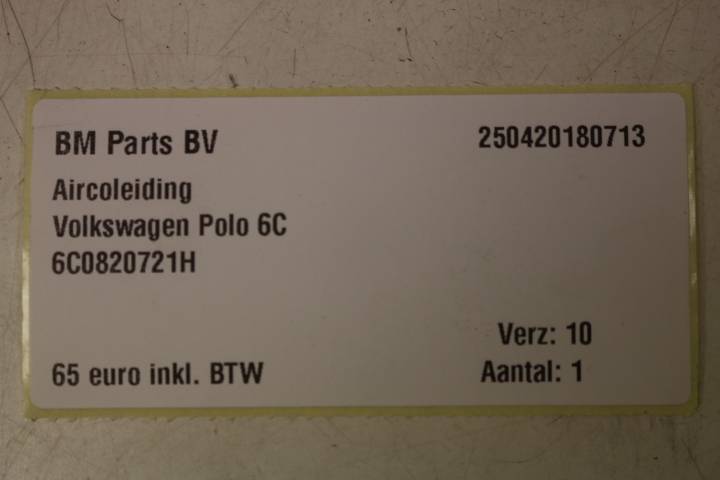 BM Parts BV 250420180713
Aircoleiding
Volkswagen Polo 6C
6C0820721H
Verz: 10
65 euro inkl. BTW Aantal: 1